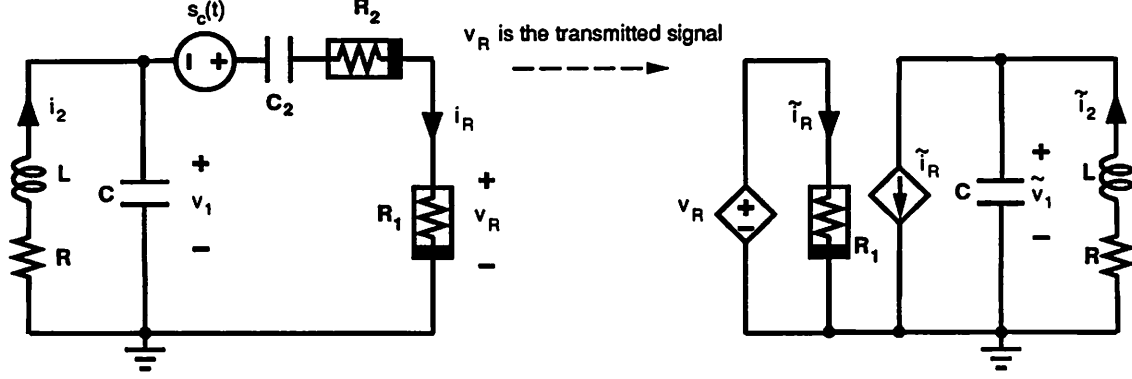 s_c(t)
R_2
v_R is the transmitted signal
i_2
C_2
i_R
ĩ_R
ĩ_R
ĩ_2
L
C
+
v_1
−
R
R_1
+
v_R
−
v_R
R_1
C
+
ṽ_1
−
L
R